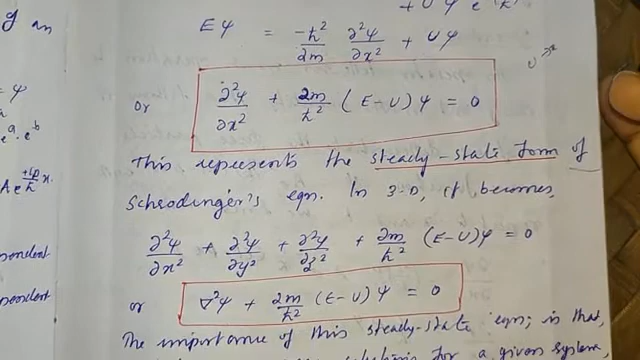 + Uψ e
Eψ = -ħ²/2m ∂²ψ/∂x² + Uψ
or ∂²ψ/∂x² + 2m/ħ² (E-U)ψ = 0
This represents the steady-state form of
Schrodinger's eqn. In 3-D, it becomes,
∂²ψ/∂x² + ∂²ψ/∂y² + ∂²ψ/∂z² + 2m/ħ² (E-U)ψ = 0
or ∇²ψ + 2m/ħ² (E-U)ψ = 0
The importance of this steady-state eqn; is that,
for a given system,